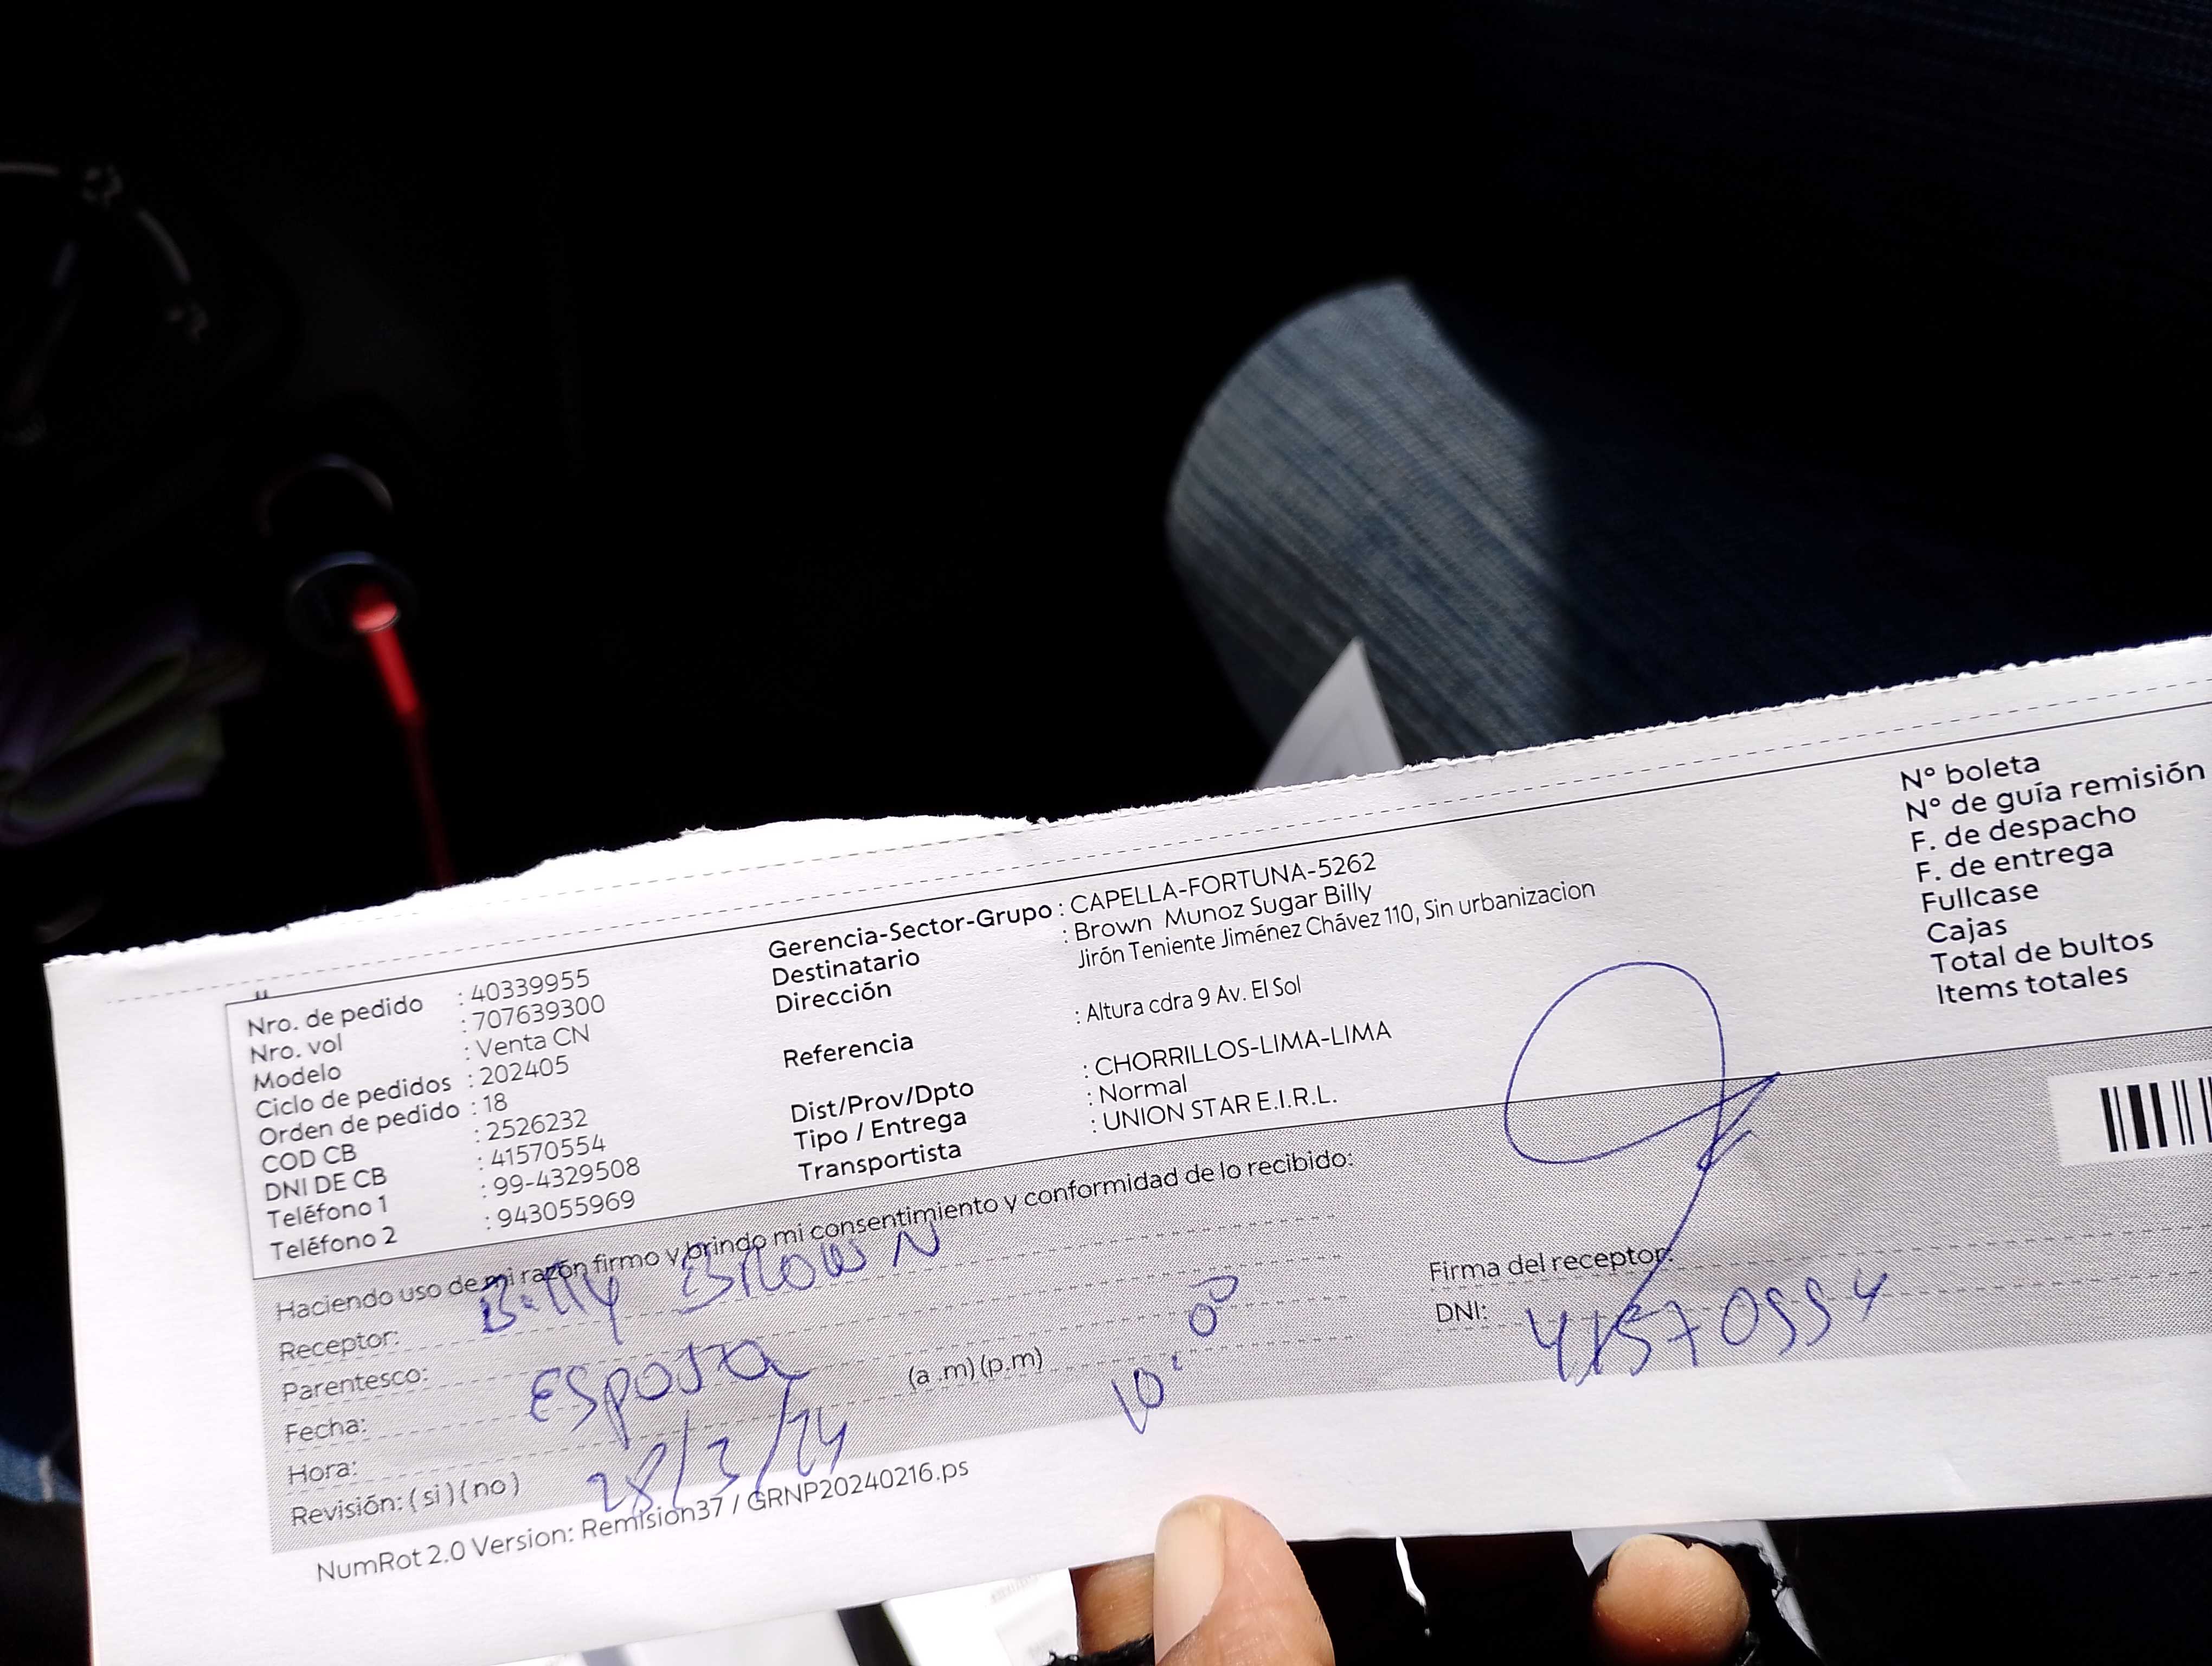 Nro. de pedido : 40339955
Nro. vol : 707639300
Modelo : Venta CN
Ciclo de pedidos : 202405
Orden de pedido : 18
COD CB : 2526232
DNI DE CB : 41570554
Teléfono 1 : 99-4329508
Teléfono 2 : 943055969
Gerencia-Sector-Grupo : CAPELLA-FORTUNA-5262
Destinatario : Brown Munoz Sugar Billy
Dirección Jirón Teniente Jiménez Chávez 110, Sin urbanizacion
Referencia : Altura cdra 9 Av. El Sol
Dist/Prov/Dpto : CHORRILLOS-LIMA-LIMA
Tipo / Entrega : Normal
Transportista : UNION STAR E.I.R.L.
N° boleta
N° de guía remisión
F. de despacho
F. de entrega
Fullcase
Cajas
Total de bultos
Items totales
Haciendo uso de mi razón firmo y brindo mi consentimiento y conformidad de lo recibido:
Receptor: Billy BROWN
Parentesco: ESPOSA
Fecha: 28/3/24
Hora: (a .m) (p.m) 10:00
Revisión: ( si ) ( no )
Firma del receptor:
DNI: 41570554
NumRot 2.0 Version: Remision37 / GRNP20240216.ps